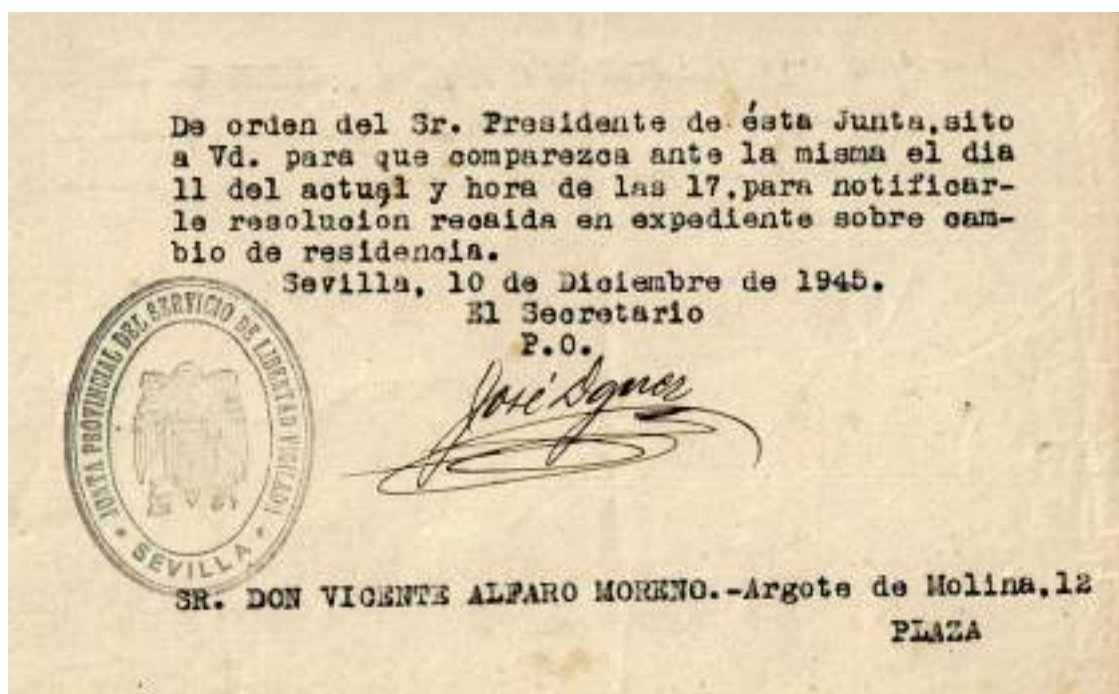 De orden del Sr. Presidente de ésta Junta,sito
a Vd. para que comparezca ante la misma el dia
11 del actual y hora de las 17,para notificar-
le resolucion recaida en expediente sobre cam-
bio de residencia.
Sevilla, 10 de Diciembre de 1945.
El Secretario
P.O.
José
JUNTA PROVINCIAL DEL SERVICIO DE LIBERTAD VIGILADA
* SEVILLA *
SR. DON VICENTE ALFARO MORENO.-Argote de Molina,12
PLAZA